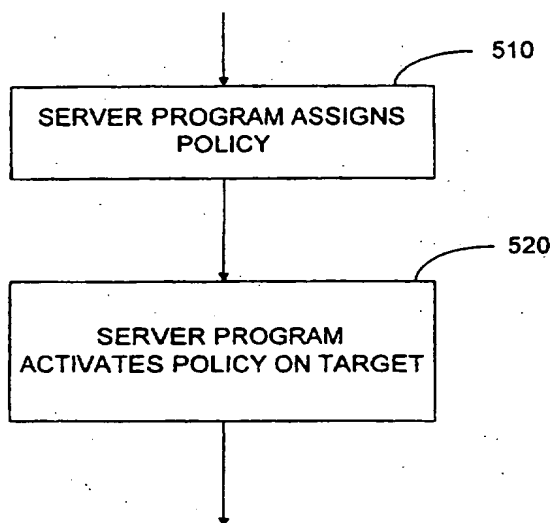 510
SERVER PROGRAM ASSIGNS
POLICY
520
SERVER PROGRAM
ACTIVATES POLICY ON TARGET